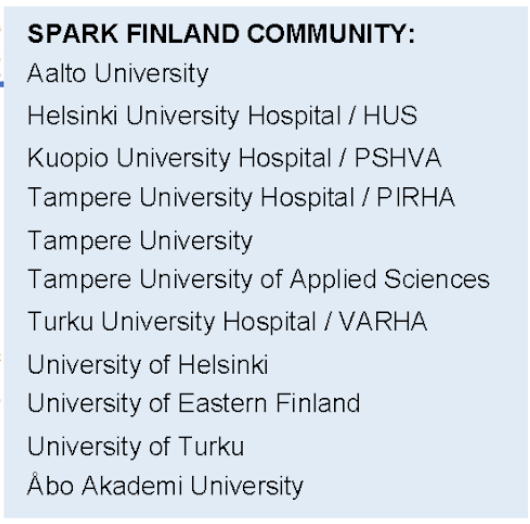 SPARK FINLAND COMMUNITY:
Aalto University
Helsinki University Hospital / HUS
Kuopio University Hospital / PSHVA
Tampere University Hospital / PIRHA
Tampere University
Tampere University of Applied Sciences
Turku University Hospital / VARHA
University of Helsinki
University of Eastern Finland
University of Turku
Åbo Akademi University